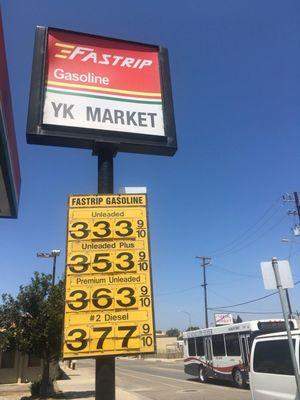 FASTRIP
Gasoline
YK MARKET
FASTRIP GASOLINE
Unleaded
333 9/10
Unleaded Plus
353 9/10
Premium Unleaded
363 9/10
#2 Diesel
377 9/10